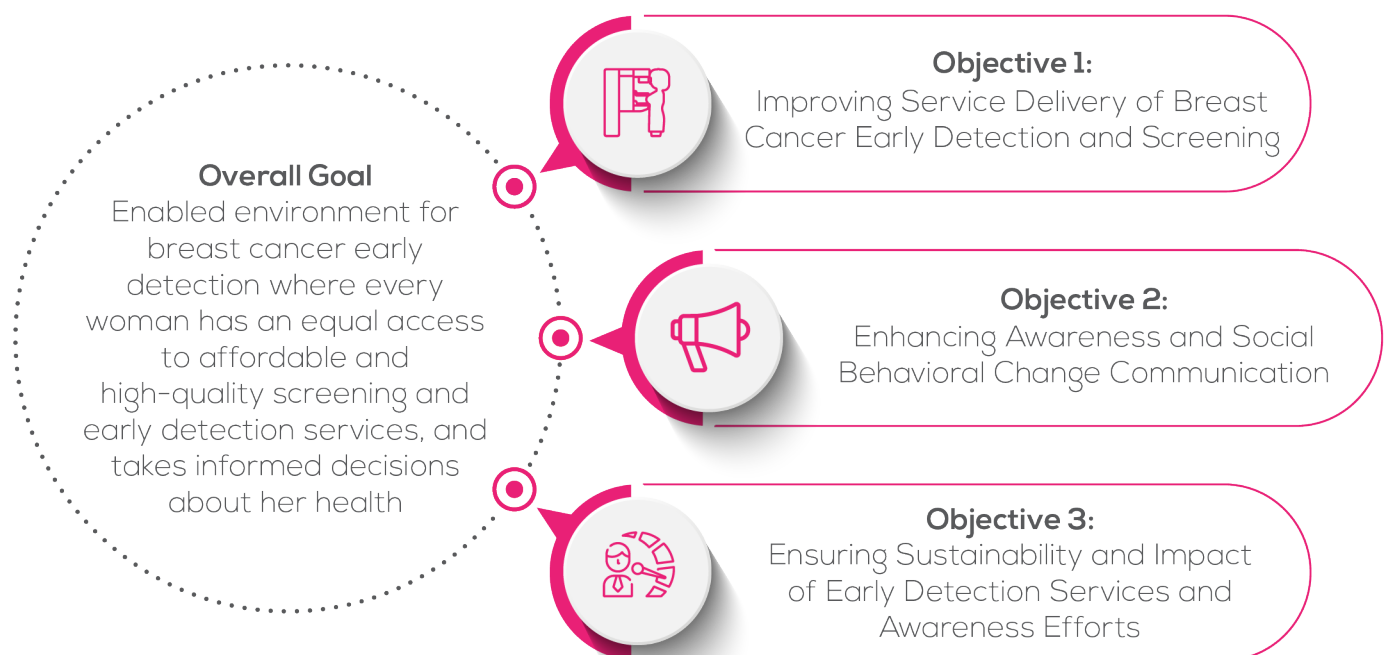 Overall Goal
Enabled environment for
breast cancer early
detection where every
woman has an equal access
to affordable and
high-quality screening and
early detection services, and
takes informed decisions
about her health
Objective 1:
Improving Service Delivery of Breast
Cancer Early Detection and Screening
Objective 2:
Enhancing Awareness and Social
Behavioral Change Communication
Objective 3:
Ensuring Sustainability and Impact
of Early Detection Services and
Awareness Efforts